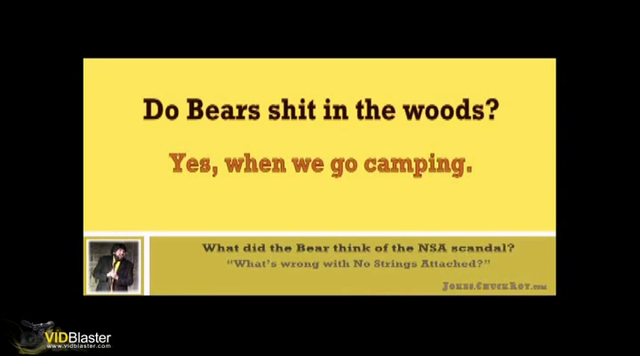 Do Bears shit in the woods?
Yes, when we go camping.
What did the Bear think of the NSA scandal?
"What's wrong with No Strings Attached?"
Jokes.ChuckRoy.com
VIDBlaster
www.vidblaster.com